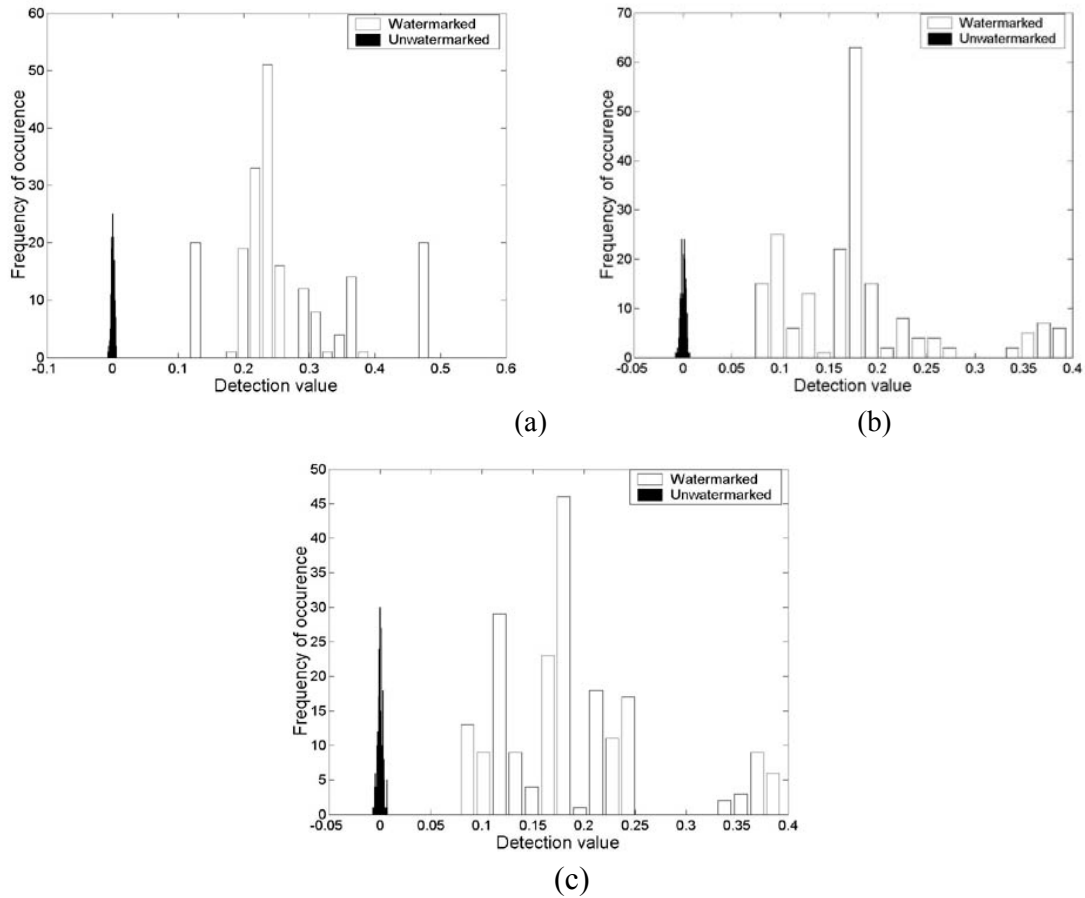 60
50
40
30
20
10
0
Frequency of occurence
-0.1 0 0.1 0.2 0.3 0.4 0.5 0.6
Detection value
Watermarked
Unwatermarked
(a)
70
60
50
40
30
20
10
0
Frequency of occurence
-0.05 0 0.05 0.1 0.15 0.2 0.25 0.3 0.35 0.4
Detection value
Watermarked
Unwatermarked
(b)
50
45
40
35
30
25
20
15
10
5
0
Frequency of occurence
-0.05 0 0.05 0.1 0.15 0.2 0.25 0.3 0.35 0.4
Detection value
Watermarked
Unwatermarked
(c)